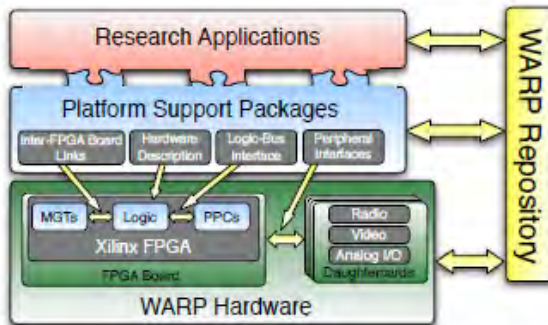 Research Applications
Platform Support Packages
Inter-FPGA Board
Links
Hardware
Description
Logic-Bus
Interface
Peripheral
Interfaces
MGTs
Logic
PPCs
Xilinx FPGA
FPGA Board
Radio
Video
Analog I/O
Daughtercards
WARP Hardware
WARP Repository